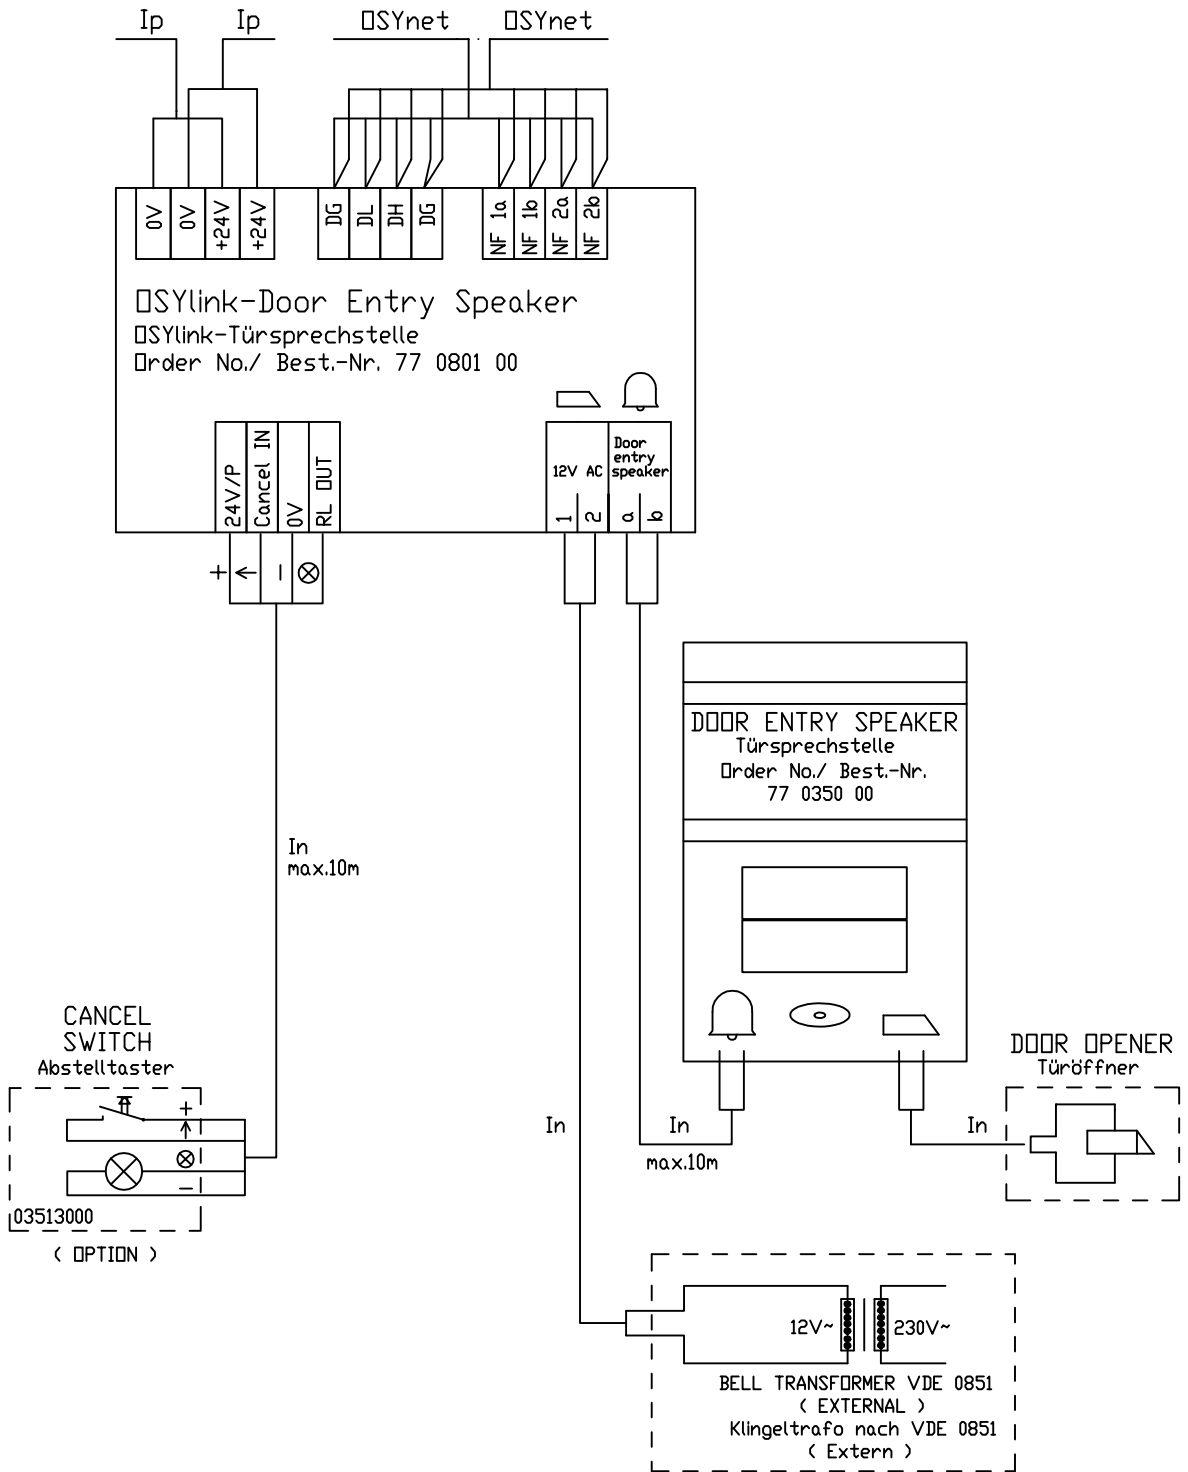 Ip
Ip
OSYnet
OSYnet
0V
0V
+24V
+24V
DG
DL
DH
DG
NF 1a
NF 1b
NF 2a
NF 2b
OSYlink-Door Entry Speaker
OSYlink-Türsprechstelle
Order No./ Best.-Nr. 77 0801 00
24V/P
Cancel IN
0V
RL OUT
12V AC
1
2
Door
entry
speaker
a
b
+
-
DOOR ENTRY SPEAKER
Türsprechstelle
Order No./ Best.-Nr.
77 0350 00
In
max.10m
CANCEL
SWITCH
Abstelltaster
+
-
03513000
( OPTION )
In
In
max.10m
In
DOOR OPENER
Türöffner
12V~
230V~
BELL TRANSFORMER VDE 0851
( EXTERNAL )
Klingeltrafo nach VDE 0851
( Extern )